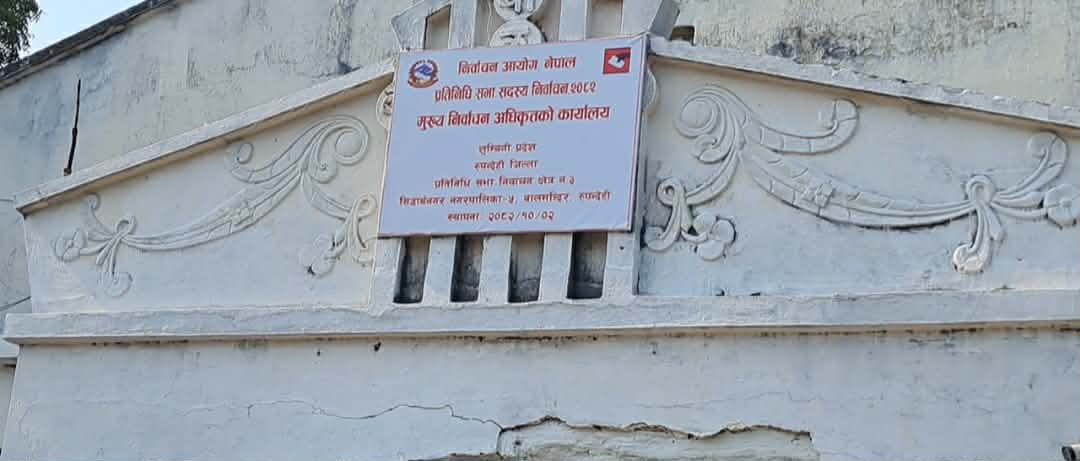 निर्वाचन आयोग नेपाल
प्रतिनिधि सभा सदस्य निर्वाचन २०८२
मुख्य निर्वाचन अधिकृतको कार्यालय
लुम्बिनी प्रदेश
रुपन्देही जिल्ला
प्रतिनिधि सभा निर्वाचन क्षेत्र नं.३
सिद्धार्थनगर नगरपालिका-५, बालमन्दिर, रुपन्देही
स्थापना: २०८२/१०/०२